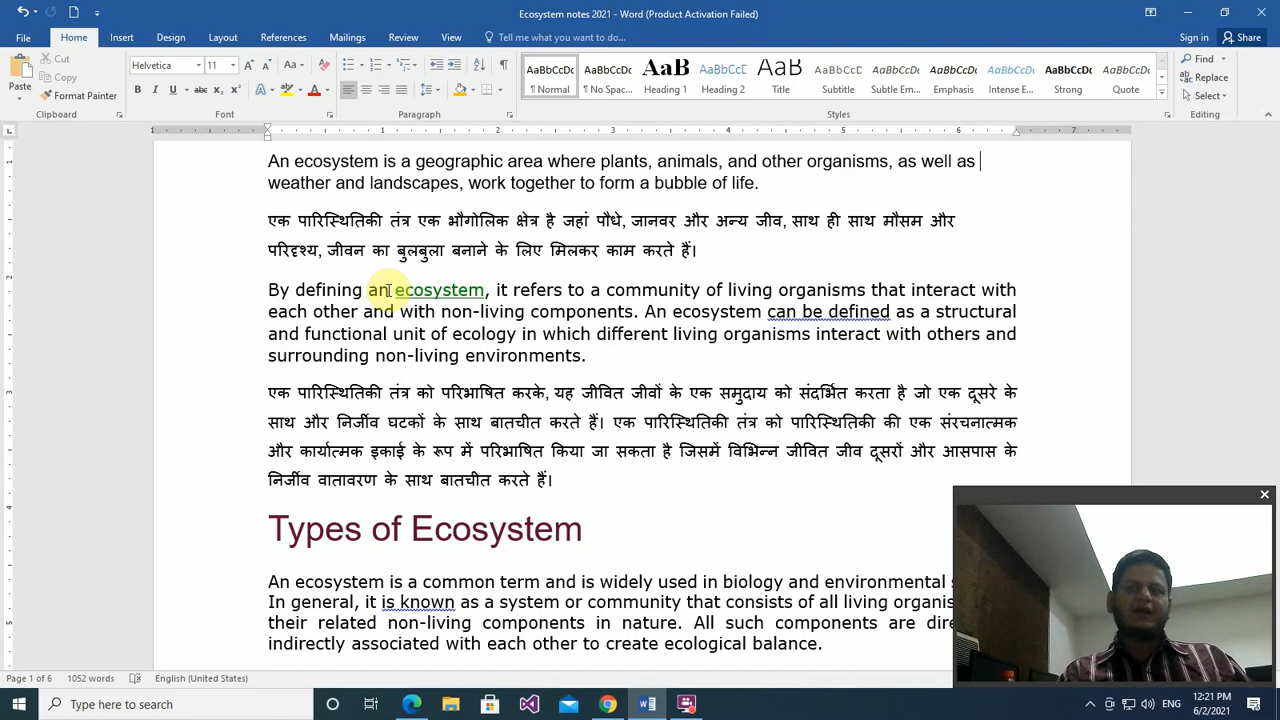 Ecosystem notes 2021 - Word (Product Activation Failed)
File Home Insert Design Layout References Mailings Review View Tell me what you want to do... Sign in Share
Cut
Copy
Paste
Format Painter
Clipboard
Helvetica 11
Font
Paragraph
AaBbCcDc AaBbCcDc AaBbC AaBbCcD AaBb AaBbCcD AaBbCcDc AaBbCcDc AaBbCcDc AaBbCcDc AaBbCcDc
¶ Normal ¶ No Spac... Heading 1 Heading 2 Title Subtitle Subtle Em... Emphasis Intense E... Strong Quote
Styles
Find
Replace
Select
Editing
An ecosystem is a geographic area where plants, animals, and other organisms, as well as
weather and landscapes, work together to form a bubble of life.
एक पारिस्थितिकी तंत्र एक भौगोलिक क्षेत्र है जहां पौधे, जानवर और अन्य जीव, साथ ही साथ मौसम और
परिदृश्य, जीवन का बुलबुला बनाने के लिए मिलकर काम करते हैं।
By defining an ecosystem, it refers to a community of living organisms that interact with
each other and with non-living components. An ecosystem can be defined as a structural
and functional unit of ecology in which different living organisms interact with others and
surrounding non-living environments.
एक पारिस्थितिकी तंत्र को परिभाषित करके, यह जीवित जीवों के एक समुदाय को संदर्भित करता है जो एक दूसरे के
साथ और निर्जीव घटकों के साथ बातचीत करते हैं। एक पारिस्थितिकी तंत्र को पारिस्थितिकी की एक संरचनात्मक
और कार्यात्मक इकाई के रूप में परिभाषित किया जा सकता है जिसमें विभिन्न जीवित जीव दूसरों और आसपास के
निर्जीव वातावरण के साथ बातचीत करते हैं।
Types of Ecosystem
An ecosystem is a common term and is widely used in biology and environmental
In general, it is known as a system or community that consists of all living
their related non-living components in nature. All such components are
indirectly associated with each other to create ecological balance.
Page 1 of 6 1052 words English (United States)
Type here to search
ENG
12:21 PM
6/2/2021